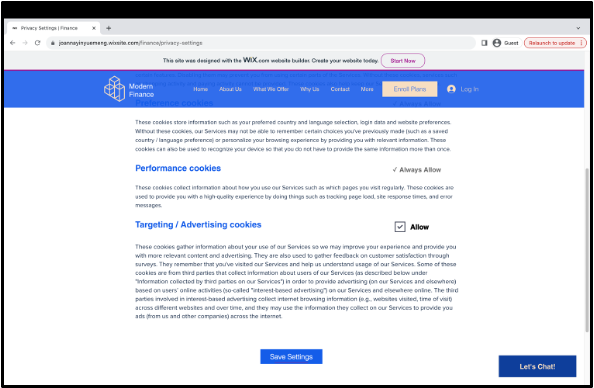 Privacy Settings | Finance
joannayinyuemeng.wixsite.com/finance/privacy-settings
Guest
Relaunch to update
This site was designed with the WiX.com website builder. Create your website today.
Start Now
Modern
Finance
Home
About Us
What We Offer
Why Us
Contact
More
Enroll Plans
Log In
Preference cookies
√ Always Allow
These cookies store information such as your preferred country and language selection, login data and website preferences.
Without these cookies, our Services may not be able to remember certain choices you've previously made (such as a saved
country / language preference) or personalize your browsing experience by providing you with relevant information. These
cookies can also be used to recognize your device so that you do not have to provide the same information more than once.
Performance cookies
√ Always Allow
These cookies collect information about how you use our Services such as which pages you visit regularly. These cookies are
used to provide you with a high-quality experience by doing things such as tracking page load, site response times, and error
messages.
Targeting / Advertising cookies
Allow
These cookies gather information about your use of our Services so we may improve your experience and provide you
with more relevant content and advertising. They are also used to gather feedback on customer satisfaction through
surveys. They remember that you've visited our Services and help us understand usage of our Services. Some of these
cookies are from third parties that collect information about users of our Services (as described below under
"Information collected by third parties on our Services") in order to provide advertising (on our Services and elsewhere)
based on users' online activities (so-called "interest-based advertising") on our Services and elsewhere online. The third
parties involved in interest-based advertising collect internet browsing information (e.g., websites visited, time of visit)
across different websites and over time, and they may use the information they collect on our Services to provide you
ads (from us and other companies) across the internet.
Save Settings
Let's Chat!